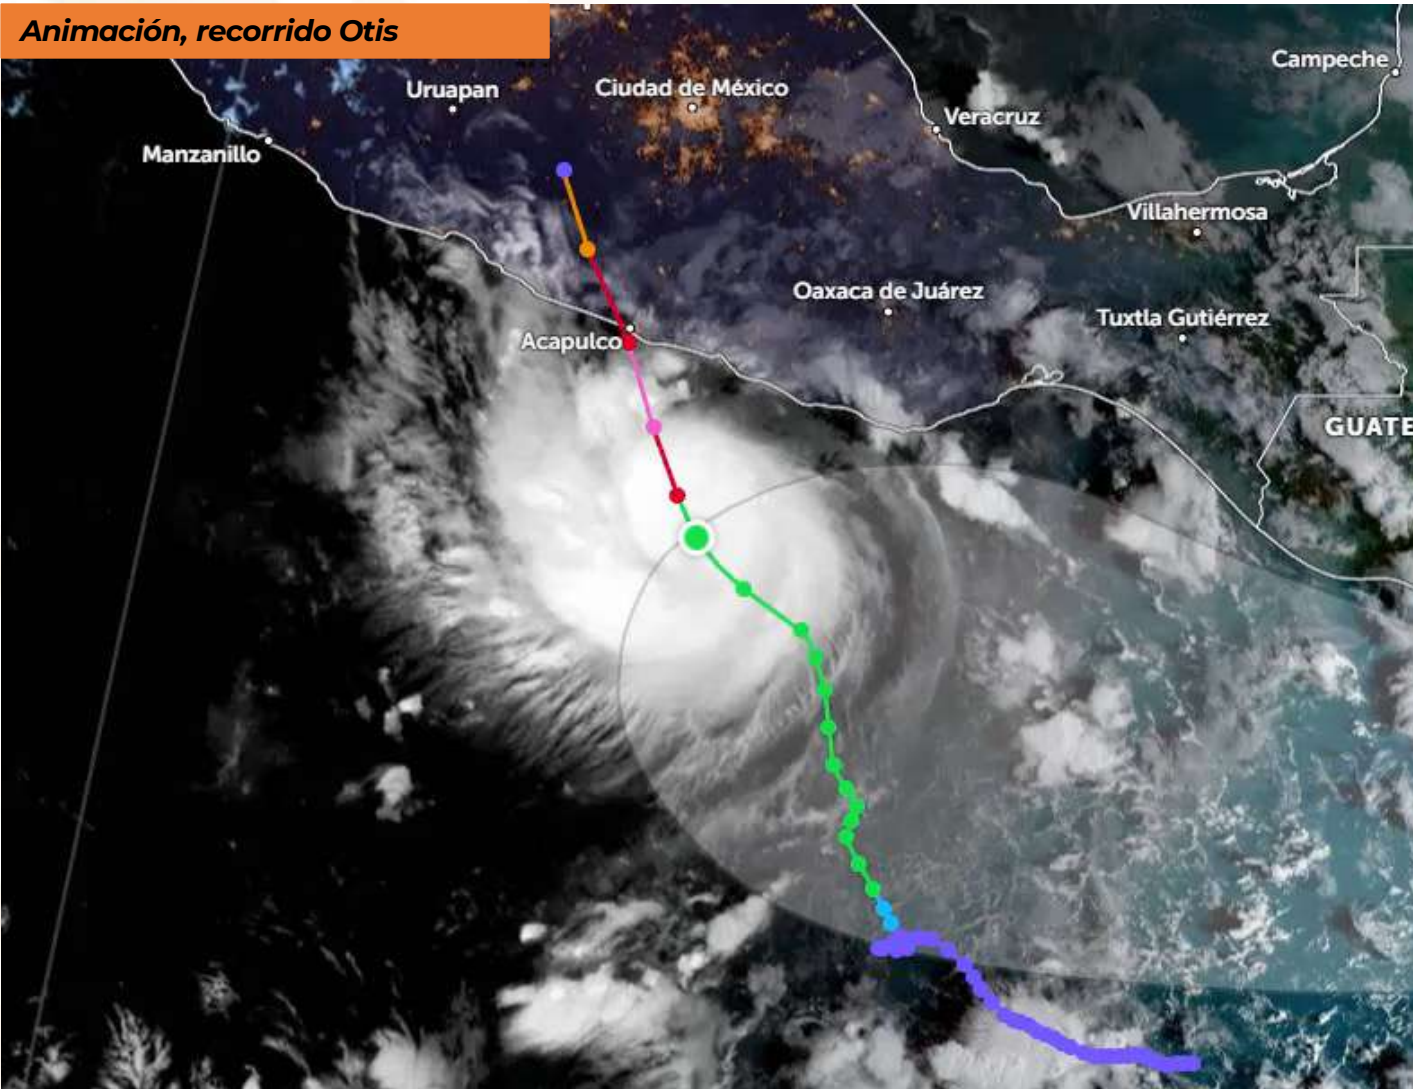 Animación, recorrido Otis
Campeche
Uruapan
Ciudad de México
Veracruz
Manzanillo
Villahermosa
Oaxaca de Juárez
Tuxtla Gutiérrez
Acapulco
GUATE